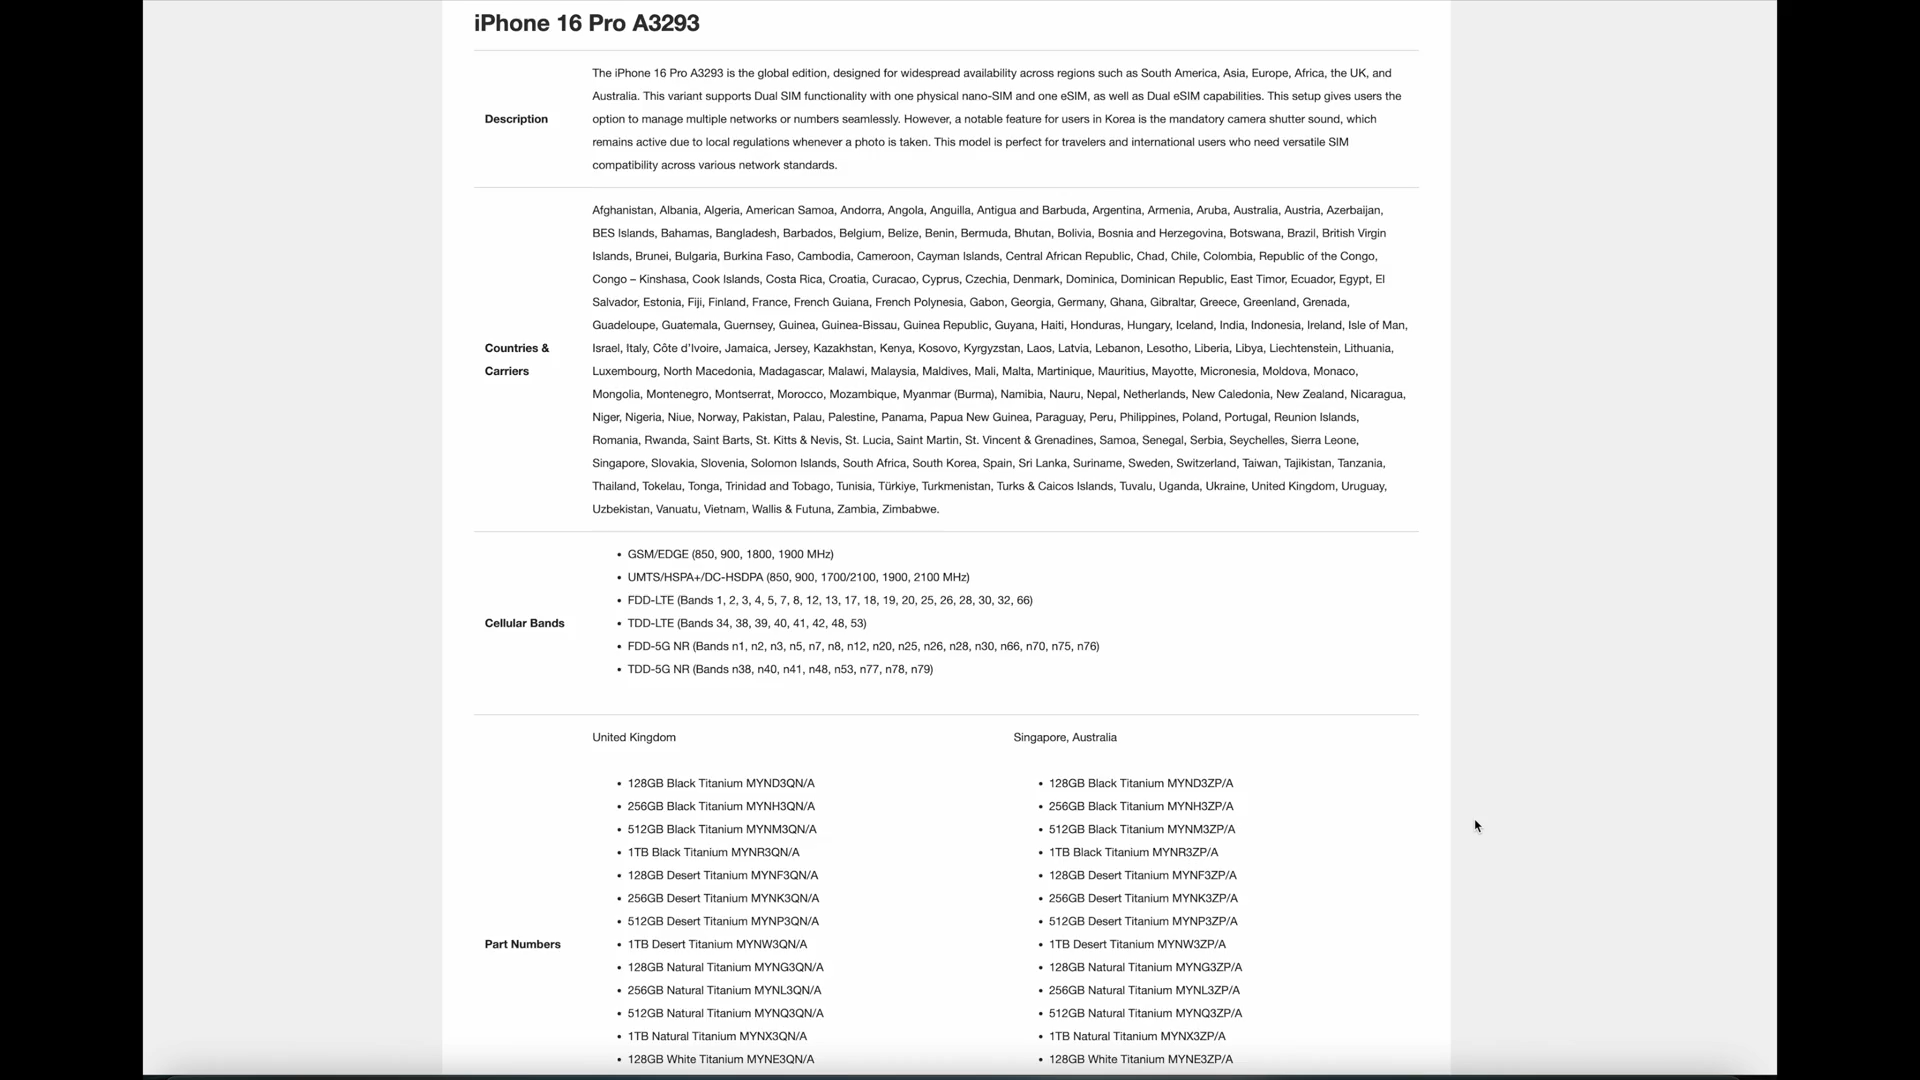 iPhone 16 Pro A3293
Description
The iPhone 16 Pro A3293 is the global edition, designed for widespread availability across regions such as South America, Asia, Europe, Africa, the UK, and
Australia. This variant supports Dual SIM functionality with one physical nano-SIM and one eSIM, as well as Dual eSIM capabilities. This setup gives users the
option to manage multiple networks or numbers seamlessly. However, a notable feature for users in Korea is the mandatory camera shutter sound, which
remains active due to local regulations whenever a photo is taken. This model is perfect for travelers and international users who need versatile SIM
compatibility across various network standards.
Countries &
Carriers
Afghanistan, Albania, Algeria, American Samoa, Andorra, Angola, Anguilla, Antigua and Barbuda, Argentina, Armenia, Aruba, Australia, Austria, Azerbaijan,
BES Islands, Bahamas, Bangladesh, Barbados, Belgium, Belize, Benin, Bermuda, Bhutan, Bolivia, Bosnia and Herzegovina, Botswana, Brazil, British Virgin
Islands, Brunei, Bulgaria, Burkina Faso, Cambodia, Cameroon, Cayman Islands, Central African Republic, Chad, Chile, Colombia, Republic of the Congo,
Congo – Kinshasa, Cook Islands, Costa Rica, Croatia, Curacao, Cyprus, Czechia, Denmark, Dominica, Dominican Republic, East Timor, Ecuador, Egypt, El
Salvador, Estonia, Fiji, Finland, France, French Guiana, French Polynesia, Gabon, Georgia, Germany, Ghana, Gibraltar, Greece, Greenland, Grenada,
Guadeloupe, Guatemala, Guernsey, Guinea, Guinea-Bissau, Guinea Republic, Guyana, Haiti, Honduras, Hungary, Iceland, India, Indonesia, Ireland, Isle of Man,
Israel, Italy, Côte d'Ivoire, Jamaica, Jersey, Kazakhstan, Kenya, Kosovo, Kyrgyzstan, Laos, Latvia, Lebanon, Lesotho, Liberia, Libya, Liechtenstein, Lithuania,
Luxembourg, North Macedonia, Madagascar, Malawi, Malaysia, Maldives, Mali, Malta, Martinique, Mauritius, Mayotte, Micronesia, Moldova, Monaco,
Mongolia, Montenegro, Montserrat, Morocco, Mozambique, Myanmar (Burma), Namibia, Nauru, Nepal, Netherlands, New Caledonia, New Zealand, Nicaragua,
Niger, Nigeria, Niue, Norway, Pakistan, Palau, Palestine, Panama, Papua New Guinea, Paraguay, Peru, Philippines, Poland, Portugal, Reunion Islands,
Romania, Rwanda, Saint Barts, St. Kitts & Nevis, St. Lucia, Saint Martin, St. Vincent & Grenadines, Samoa, Senegal, Serbia, Seychelles, Sierra Leone,
Singapore, Slovakia, Slovenia, Solomon Islands, South Africa, South Korea, Spain, Sri Lanka, Suriname, Sweden, Switzerland, Taiwan, Tajikistan, Tanzania,
Thailand, Tokelau, Tonga, Trinidad and Tobago, Tunisia, Türkiye, Turkmenistan, Turks & Caicos Islands, Tuvalu, Uganda, Ukraine, United Kingdom, Uruguay,
Uzbekistan, Vanuatu, Vietnam, Wallis & Futuna, Zambia, Zimbabwe.
Cellular Bands
• GSM/EDGE (850, 900, 1800, 1900 MHz)
• UMTS/HSPA+/DC-HSDPA (850, 900, 1700/2100, 1900, 2100 MHz)
• FDD-LTE (Bands 1, 2, 3, 4, 5, 7, 8, 12, 13, 17, 18, 19, 20, 25, 26, 28, 30, 32, 66)
• TDD-LTE (Bands 34, 38, 39, 40, 41, 42, 48, 53)
• FDD-5G NR (Bands n1, n2, n3, n5, n7, n8, n12, n20, n25, n26, n28, n30, n66, n70, n75, n76)
• TDD-5G NR (Bands n38, n40, n41, n48, n53, n77, n78, n79)
Part Numbers
United Kingdom
• 128GB Black Titanium MYND3QN/A
• 256GB Black Titanium MYNH3QN/A
• 512GB Black Titanium MYNM3QN/A
• 1TB Black Titanium MYNR3QN/A
• 128GB Desert Titanium MYNF3QN/A
• 256GB Desert Titanium MYNK3QN/A
• 512GB Desert Titanium MYNP3QN/A
• 1TB Desert Titanium MYNW3QN/A
• 128GB Natural Titanium MYNG3QN/A
• 256GB Natural Titanium MYNL3QN/A
• 512GB Natural Titanium MYNQ3QN/A
• 1TB Natural Titanium MYNX3QN/A
• 128GB White Titanium MYNE3QN/A
Singapore, Australia
• 128GB Black Titanium MYND3ZP/A
• 256GB Black Titanium MYNH3ZP/A
• 512GB Black Titanium MYNM3ZP/A
• 1TB Black Titanium MYNR3ZP/A
• 128GB Desert Titanium MYNF3ZP/A
• 256GB Desert Titanium MYNK3ZP/A
• 512GB Desert Titanium MYNP3ZP/A
• 1TB Desert Titanium MYNW3ZP/A
• 128GB Natural Titanium MYNG3ZP/A
• 256GB Natural Titanium MYNL3ZP/A
• 512GB Natural Titanium MYNQ3ZP/A
• 1TB Natural Titanium MYNX3ZP/A
• 128GB White Titanium MYNE3ZP/A